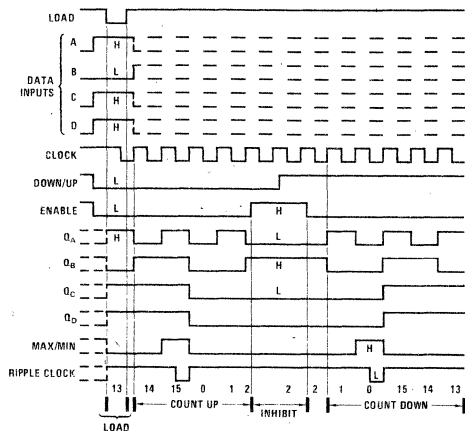 LOAD
A H
B L
DATA INPUTS
C H
D H
CLOCK
DOWN/UP L
ENABLE L H
QA H L
QB H
QC L
QD
MAX/MIN H
RIPPLE CLOCK L
13 14 15 0 1 2 2 2 1 0 15 14 13
COUNT UP INHIBIT COUNT DOWN
LOAD